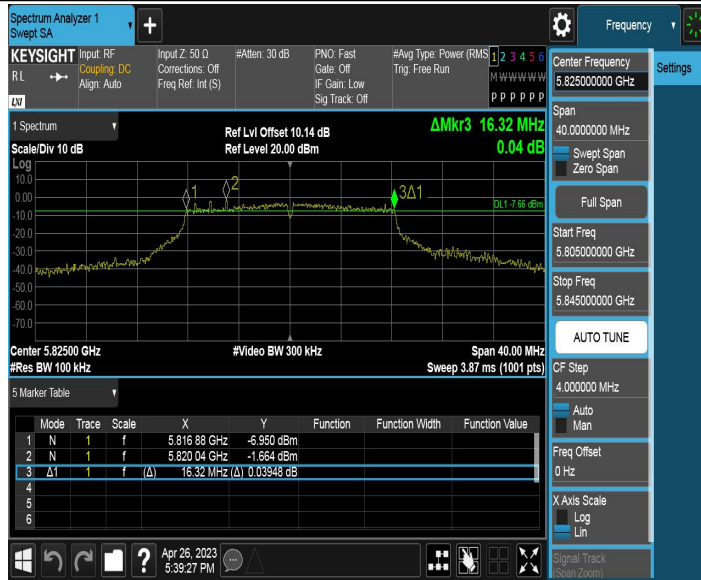 Spectrum Analyzer 1
Swept SA
+
Frequency
KEYSIGHT
RL
LXI
Input: RF
Coupling: DC
Align: Auto
Input Z: 50 Ω
Corrections: Off
Freq Ref: Int (S)
#Atten: 30 dB
PNO: Fast
Gate: Off
IF Gain: Low
Sig Track: Off
#Avg Type: Power (RMS
Trig: Free Run
1 2 3 4 5 6
M W W W W W
P P P P P P
1 Spectrum
Scale/Div 10 dB
Ref Lvl Offset 10.14 dB
Ref Level 20.00 dBm
ΔMkr3 16.32 MHz
0.04 dB
Log
10.0
0.00
-10.0
-20.0
-30.0
-40.0
-50.0
-60.0
-70.0
1
2
3Δ1
DL1 -7.66 dBm
Center 5.82500 GHz
#Res BW 100 kHz
#Video BW 300 kHz
Span 40.00 MHz
Sweep 3.87 ms (1001 pts)
5 Marker Table
Mode Trace Scale X Y Function Function Width Function Value
1 N 1 f 5.816 88 GHz -6.950 dBm
2 N 1 f 5.820 04 GHz -1.664 dBm
3 Δ1 1 f (Δ) 16.32 MHz (Δ) 0.03948 dB
4
5
6
?
Apr 26, 2023
5:39:27 PM
Center Frequency
5.825000000 GHz
Settings
Span
40.0000000 MHz
Swept Span
Zero Span
Full Span
Start Freq
5.805000000 GHz
Stop Freq
5.845000000 GHz
AUTO TUNE
CF Step
4.000000 MHz
Auto
Man
Freq Offset
0 Hz
X Axis Scale
Log
Lin
Signal Track
(Span Zoom)